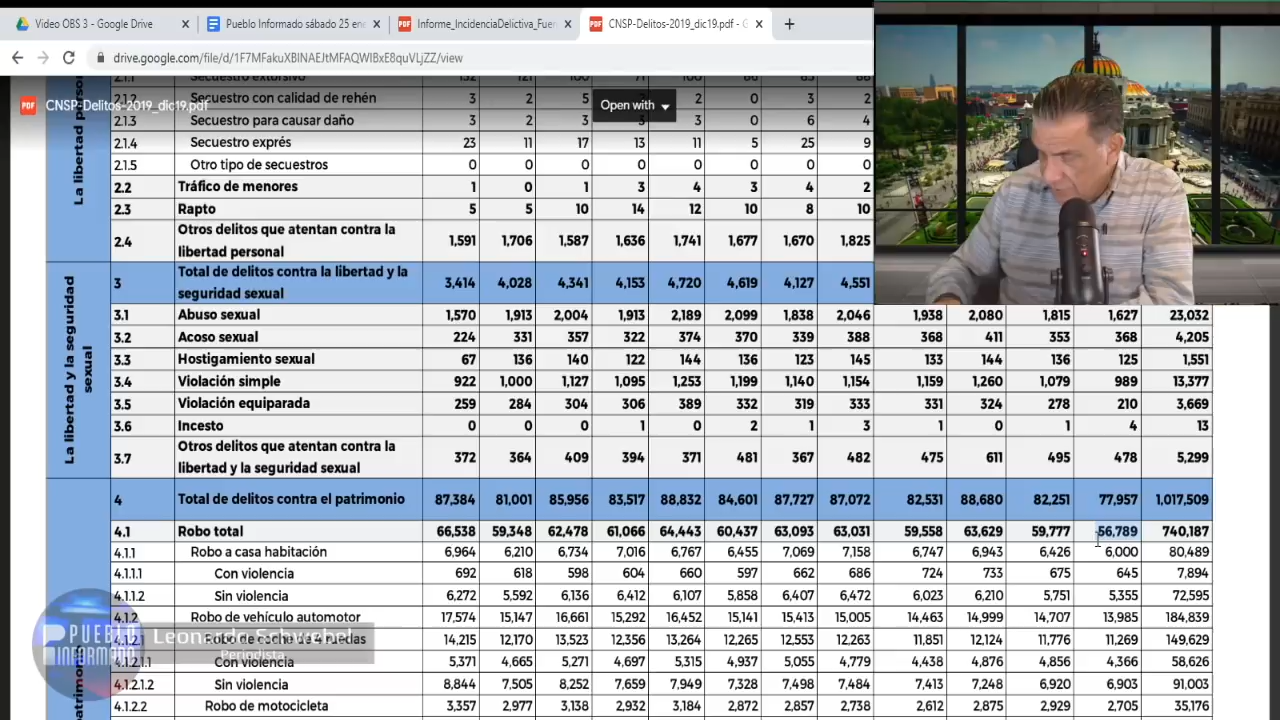 Video OBS 3 - Google Drive
Pueblo Informado sábado 25 en
Informe_IncidenciaDelictiva_Fuer
CNSP-Delitos-2019_dic19.pdf - G
drive.google.com/file/d/1F7MFakuXBINAEJtMFAQWIBxE8quVLjZZ/view
CNSP-Delitos-2019_dic19.pdf
Open with
La libertad
2.1.2 Secuestro con calidad de rehén 3 2 5 2 0 3 2
2.1.3 Secuestro para causar daño 3 2 3 3 3 0 6 4
2.1.4 Secuestro exprés 23 11 17 13 11 5 25 9
2.1.5 Otro tipo de secuestros 0 0 0 0 0 0 0 0
2.2 Tráfico de menores 1 0 1 3 4 3 4 2
2.3 Rapto 5 5 10 14 12 10 8 10
2.4 Otros delitos que atentan contra la libertad personal 1,591 1,706 1,587 1,636 1,741 1,677 1,670 1,825
La libertad y la seguridad sexual
3 Total de delitos contra la libertad y la seguridad sexual 3,414 4,028 4,341 4,153 4,720 4,619 4,127 4,551
3.1 Abuso sexual 1,570 1,913 2,004 1,913 2,189 2,099 1,838 2,046 1,938 2,080 1,815 1,627 23,032
3.2 Acoso sexual 224 331 357 322 374 370 339 388 368 411 353 368 4,205
3.3 Hostigamiento sexual 67 136 140 122 144 136 123 145 133 144 136 125 1,551
3.4 Violación simple 922 1,000 1,127 1,095 1,253 1,199 1,140 1,154 1,159 1,260 1,079 989 13,377
3.5 Violación equiparada 259 284 304 306 389 332 319 333 331 324 278 210 3,669
3.6 Incesto 0 0 0 1 0 2 1 3 1 0 1 4 13
3.7 Otros delitos que atentan contra la libertad y la seguridad sexual 372 364 409 394 371 481 367 482 475 611 495 478 5,299
4 Total de delitos contra el patrimonio 87,384 81,001 85,956 83,517 88,832 84,601 87,727 87,072 82,531 88,680 82,251 77,957 1,017,509
4.1 Robo total 66,538 59,348 62,478 61,066 64,443 60,437 63,093 63,031 59,558 63,629 59,777 56,789 740,187
4.1.1 Robo a casa habitación 6,964 6,210 6,734 7,016 6,767 6,455 7,069 7,158 6,747 6,943 6,426 6,000 80,489
4.1.1.1 Con violencia 692 618 598 604 660 597 662 686 724 733 675 645 7,894
4.1.1.2 Sin violencia 6,272 5,592 6,136 6,412 6,107 5,858 6,407 6,472 6,023 6,210 5,751 5,355 72,595
4.1.2 Robo de vehículo automotor 17,574 15,147 16,661 15,292 16,452 15,141 15,413 15,005 14,463 14,999 14,707 13,985 184,839
14,215 12,170 13,523 12,356 13,264 12,265 12,553 12,263 11,851 12,124 11,776 11,269 149,629
4.1.2.1.1 Con violencia 5,371 4,665 5,271 4,697 5,315 4,937 5,055 4,779 4,438 4,876 4,856 4,366 58,626
4.1.2.1.2 Sin violencia 8,844 7,505 8,252 7,659 7,949 7,328 7,498 7,484 7,413 7,248 6,920 6,903 91,003
4.1.2.2 Robo de motocicleta 3,357 2,977 3,138 2,932 3,184 2,872 2,857 2,738 2,612 2,875 2,929 2,705 35,176
patrimonio
PUEBLO INFORMADO
Leonardo Schwebel
Periodista